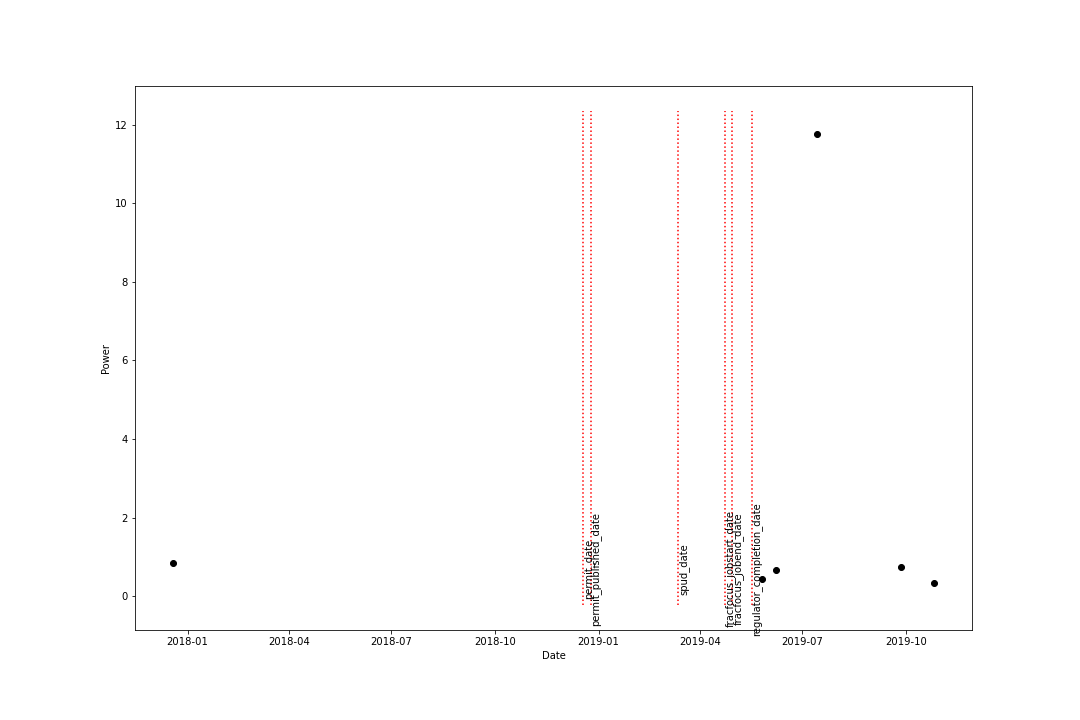 12
10
8
6
4
2
0
Power
permit_date
permit_published_date
spud_date
fracfocus_jobstart_date
fracfocus_jobend_date
regulator_completion_date
2018-01
2018-04
2018-07
2018-10
2019-01
2019-04
2019-07
2019-10
Date